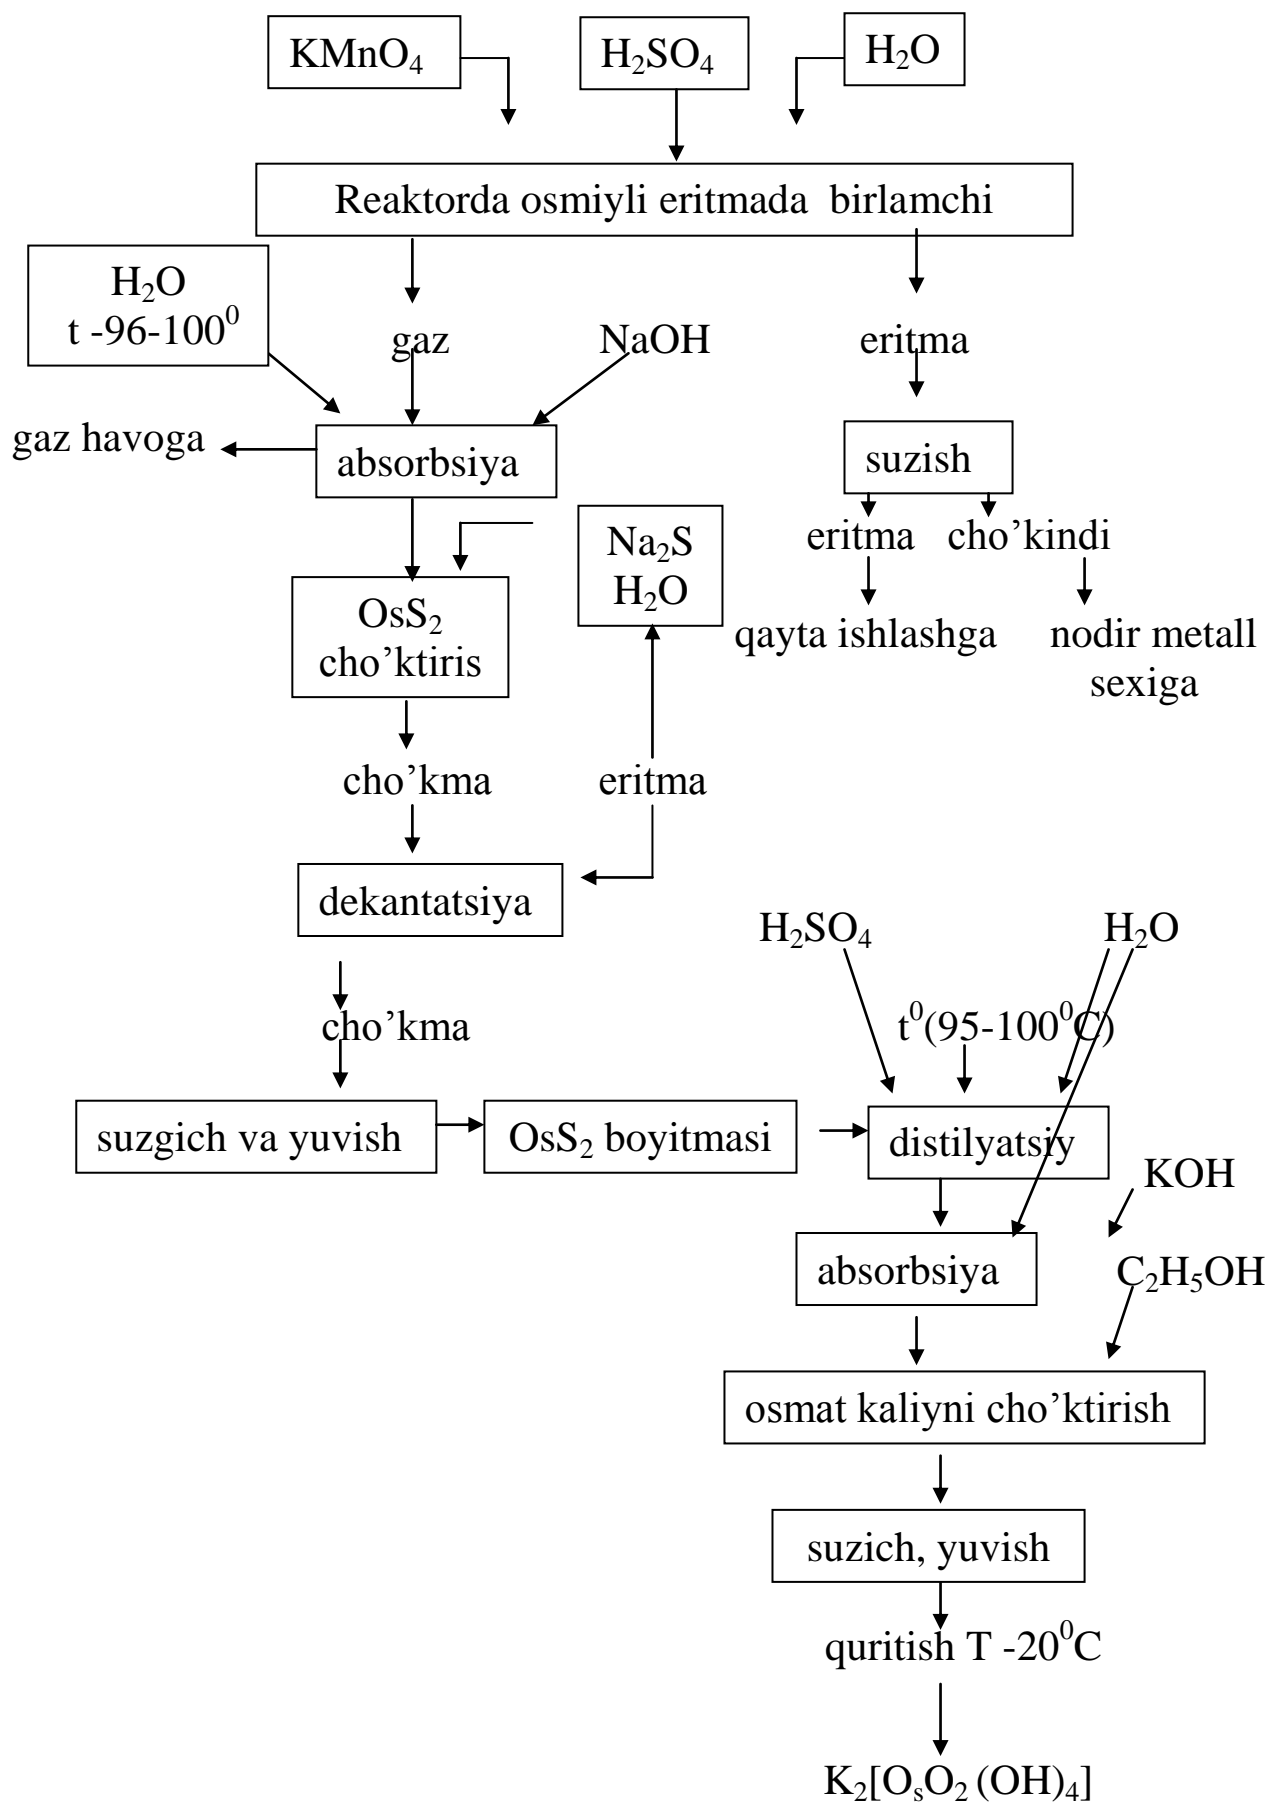 KMnO₄
H₂SO₄
H₂O
Reaktorda osmiyli eritmada birlamchi
H₂O
t -96-100⁰
gaz
NaOH
eritma
gaz havoga
absorbsiya
suzish
Na₂S
H₂O
eritma
cho’kindi
OsS₂
cho’ktiris
qayta ishlashga
nodir metall
sexiga
cho’kma
eritma
dekantatsiya
H₂SO₄
H₂O
cho’kma
t⁰(95-100⁰C)
suzgich va yuvish
OsS₂ boyitmasi
distilyatsiy
KOH
absorbsiya
C₂H₅OH
osmat kaliyni cho’ktirish
suzich, yuvish
quritish T -20⁰C
K₂[OₛO₂ (OH)₄]